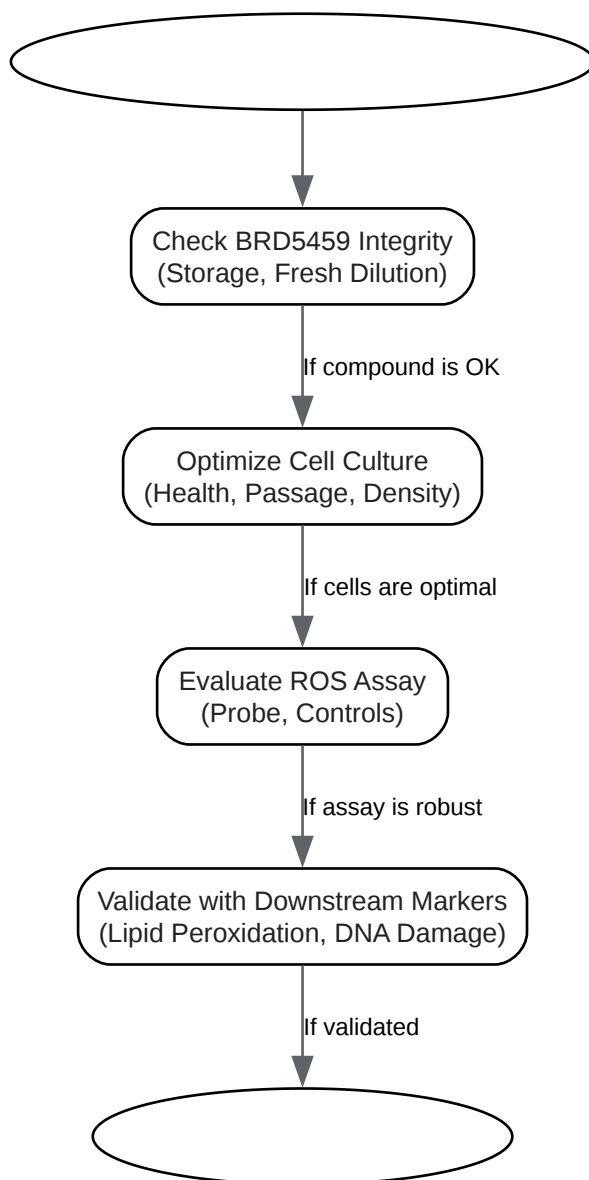 Check BRD5459 Integrity
(Storage, Fresh Dilution)
If compound is OK
Optimize Cell Culture
(Health, Passage, Density)
If cells are optimal
Evaluate ROS Assay
(Probe, Controls)
If assay is robust
Validate with Downstream Markers
(Lipid Peroxidation, DNA Damage)
If validated